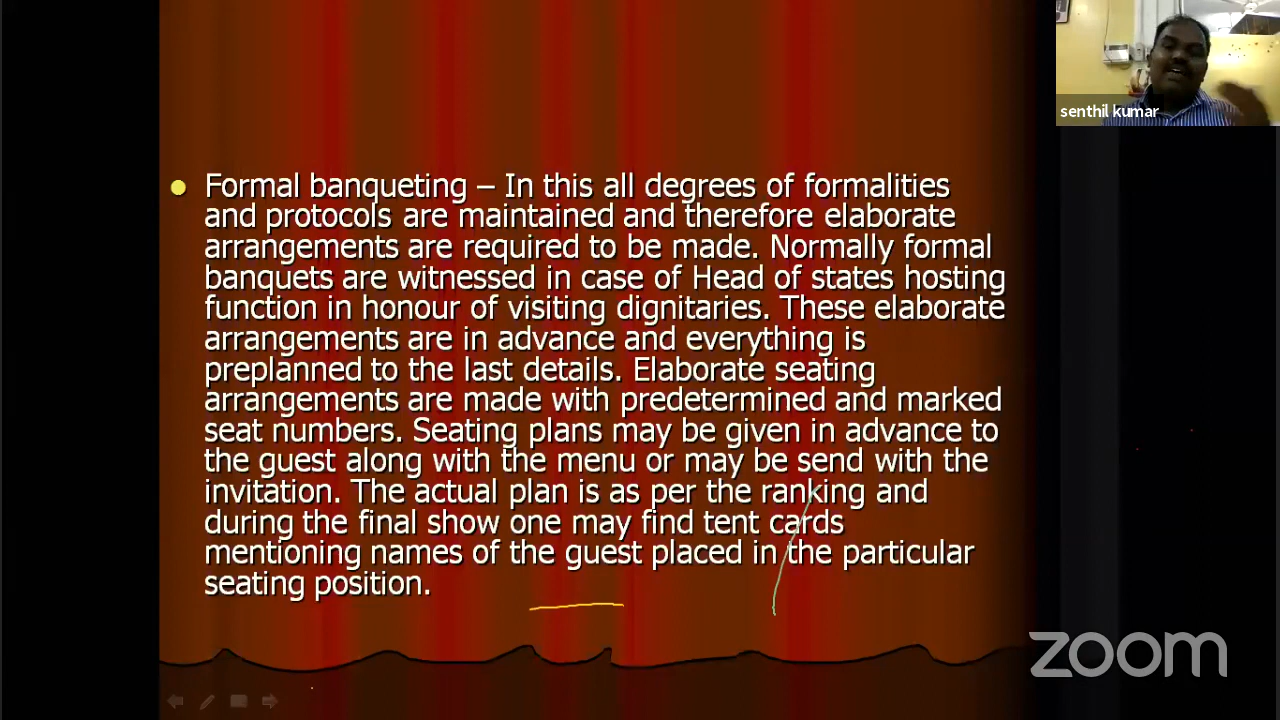 senthil kumar
Formal banqueting – In this all degrees of formalities
and protocols are maintained and therefore elaborate
arrangements are required to be made. Normally formal
banquets are witnessed in case of Head of states hosting
function in honour of visiting dignitaries. These elaborate
arrangements are in advance and everything is
preplanned to the last details. Elaborate seating
arrangements are made with predetermined and marked
seat numbers. Seating plans may be given in advance to
the guest along with the menu or may be send with the
invitation. The actual plan is as per the ranking and
during the final show one may find tent cards
mentioning names of the guest placed in the particular
seating position.
zoom